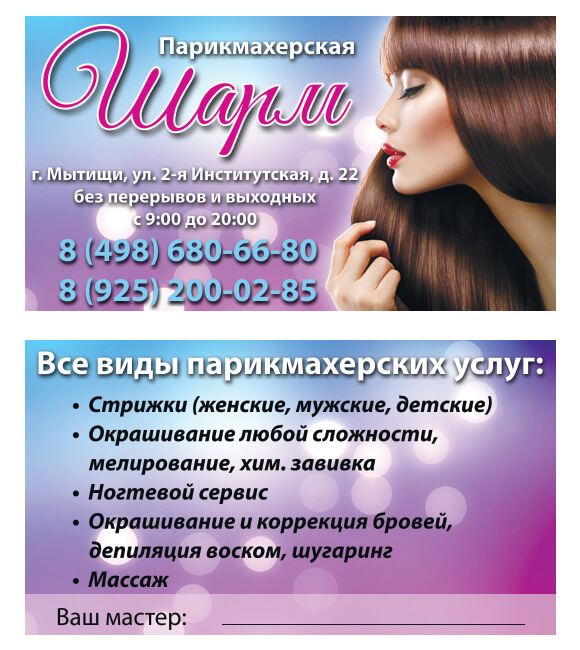 Парикмахерская
Шарм
г. Мытищи, ул. 2-я Институтская, д. 22
без перерывов и выходных
с 9:00 до 20:00
8 (498) 680-66-80
8 (925) 200-02-85
Все виды парикмахерских услуг:
• Стрижки (женские, мужские, детские)
• Окрашивание любой сложности,
мелирование, хим. завивка
• Ногтевой сервис
• Окрашивание и коррекция бровей,
депиляция воском, шугаринг
• Массаж
Ваш мастер: